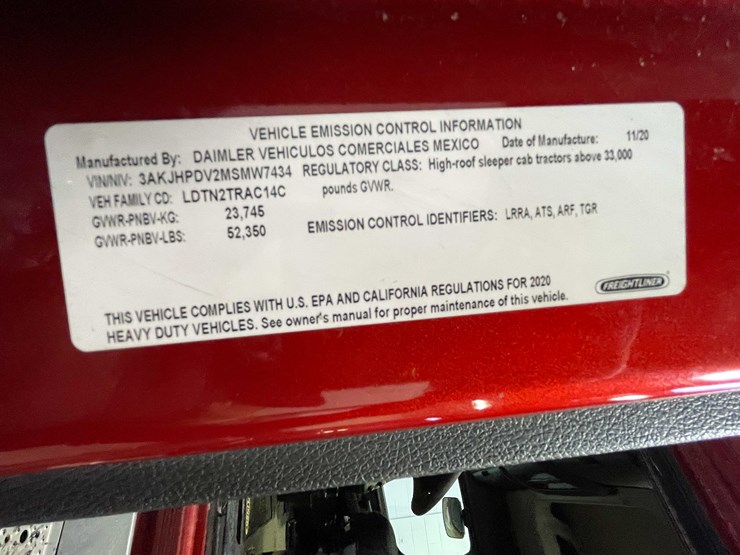 VEHICLE EMISSION CONTROL INFORMATION
Manufactured By: DAIMLER VEHICULOS COMERCIALES MEXICO Date of Manufacture: 11/20
VIN/NIV: 3AKJHPDV2MSMW7434 REGULATORY CLASS: High-roof sleeper cab tractors above 33,000
VEH FAMILY CD: LDTN2TRAC14C pounds GVWR.
GVWR-PNBV-KG: 23,745
GVWR-PNBV-LBS: 52,350 EMISSION CONTROL IDENTIFIERS: LRRA, ATS, ARF, TGR
THIS VEHICLE COMPLIES WITH U.S. EPA AND CALIFORNIA REGULATIONS FOR 2020
HEAVY DUTY VEHICLES. See owner's manual for proper maintenance of this vehicle.
FREIGHTLINER